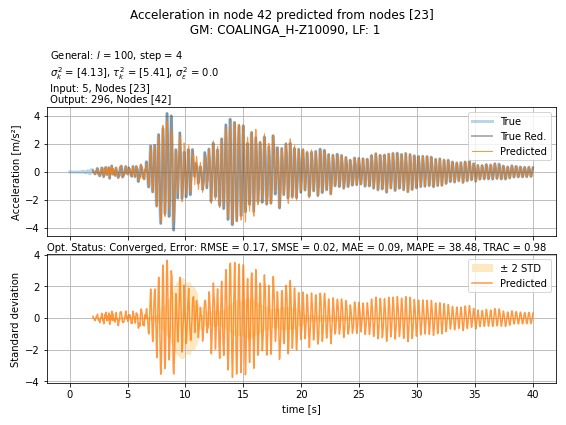 Acceleration in node 42 predicted from nodes [23]
GM: COALINGA_H-Z10090, LF: 1
General: l = 100, step = 4
σ²ₖ = [4.13], τ²ₖ = [5.41], σ²ε = 0.0
Input: 5, Nodes [23]
Output: 296, Nodes [42]
Acceleration [m/s²]
4
2
0
−2
−4
True
True Red.
Predicted
Opt. Status: Converged, Error: RMSE = 0.17, SMSE = 0.02, MAE = 0.09, MAPE = 38.48, TRAC = 0.98
Standard deviation
4
2
0
−2
−4
± 2 STD
Predicted
0 5 10 15 20 25 30 35 40
time [s]